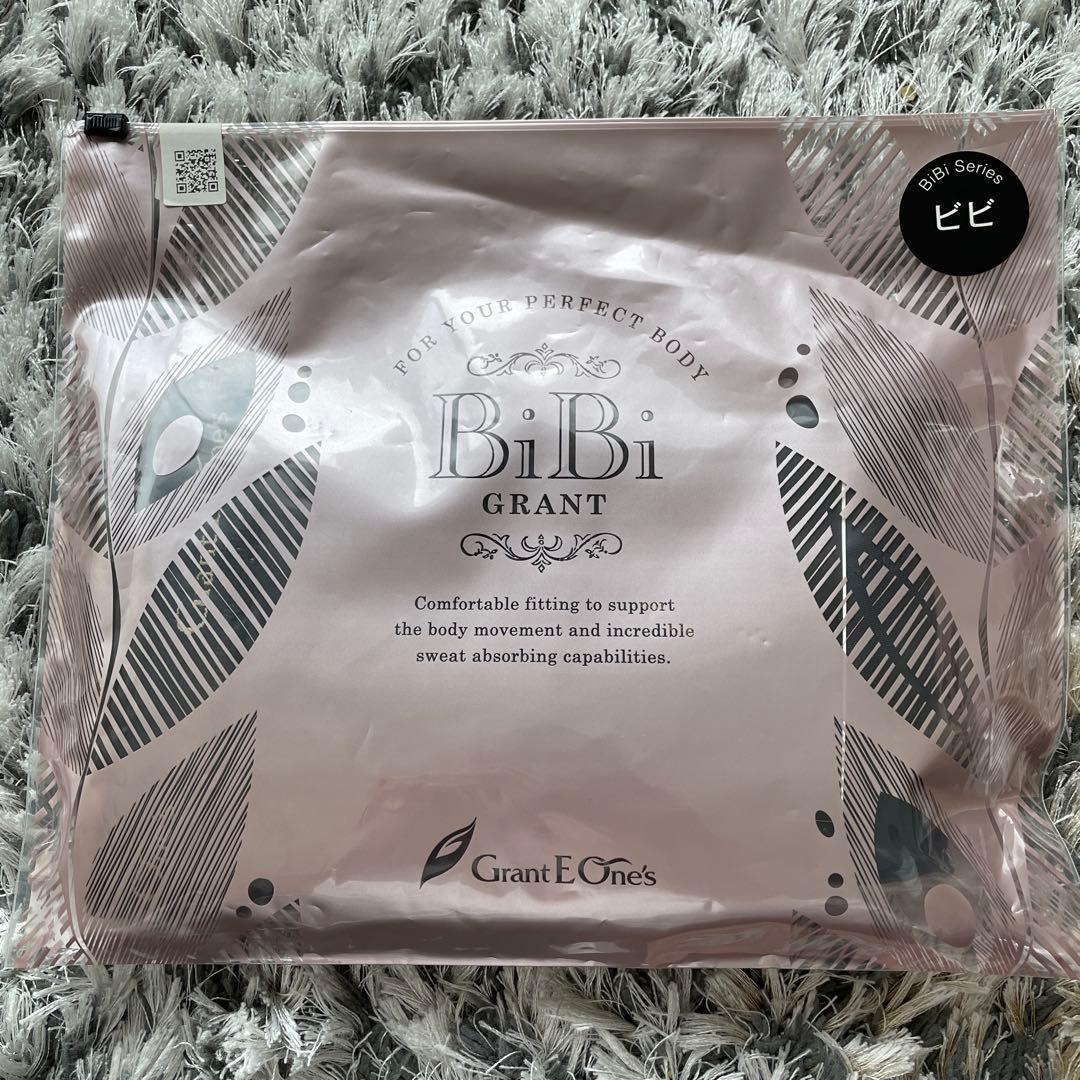 BiBi Series
ビビ
FOR YOUR PERFECT BODY
BiBi
GRANT
Comfortable fitting to support
the body movement and incredible
sweat absorbing capabilities.
Grant E One's